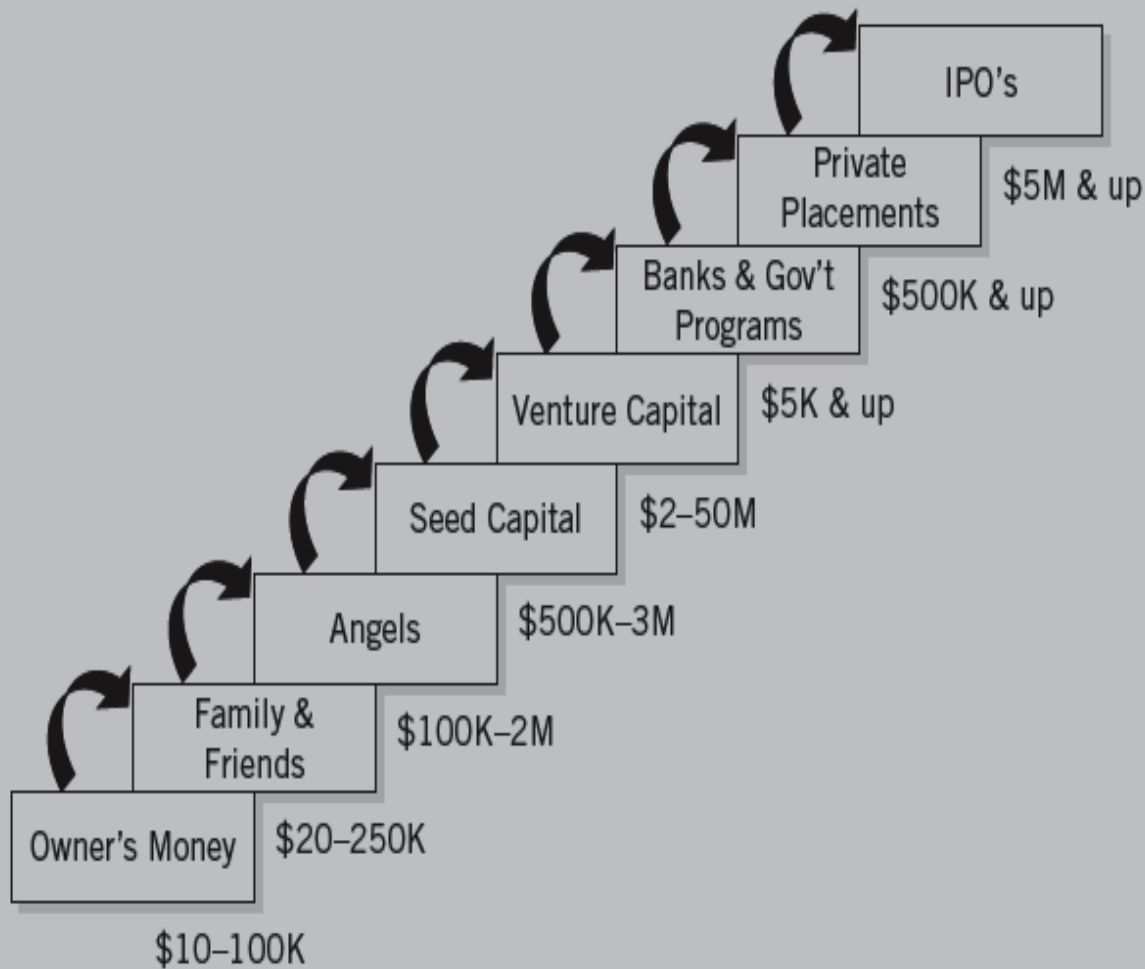 IPO's
Private
Placements
$5M & up
Banks & Gov't
Programs
$500K & up
Venture Capital
$5K & up
Seed Capital
$2–50M
Angels
$500K–3M
Family &
Friends
$100K–2M
Owner's Money
$20–250K
$10–100K